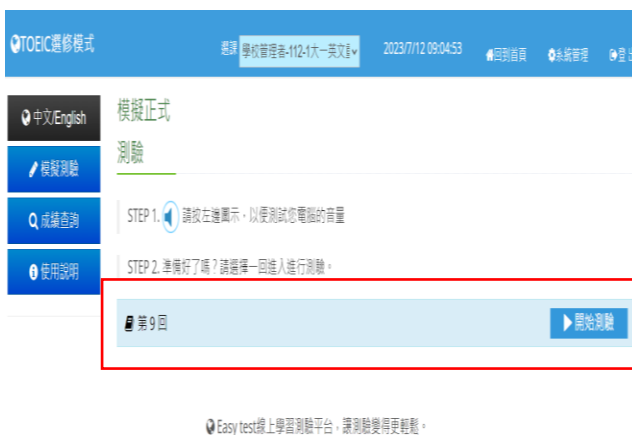 TOEIC選修模式
選課 學校管理者-112-1大一英文
2023/7/12 09:04:53
回到首頁
系統管理
登出
中文/English
模擬測驗
成績查詢
使用說明
模擬正式
測驗
STEP 1. 請按左邊圖示,以便測試您電腦的音量
STEP 2. 準備好了嗎?請選擇一回進入進行測驗。
第9回
開始測驗
Easy test線上學習測驗平台,讓測驗變得更輕鬆。